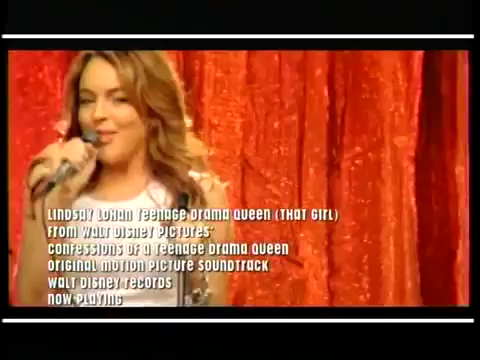 LINDSAY LOHAN TEENAGE DRAMA QUEEN (THAT GIRL)
FROM WALT DISNEY PICTURES'
CONFESSIONS OF A TEENAGE DRAMA QUEEN
ORIGINAL MOTION PICTURE SOUNDTRACK
WALT DISNEY RECORDS
NOW PLAYING